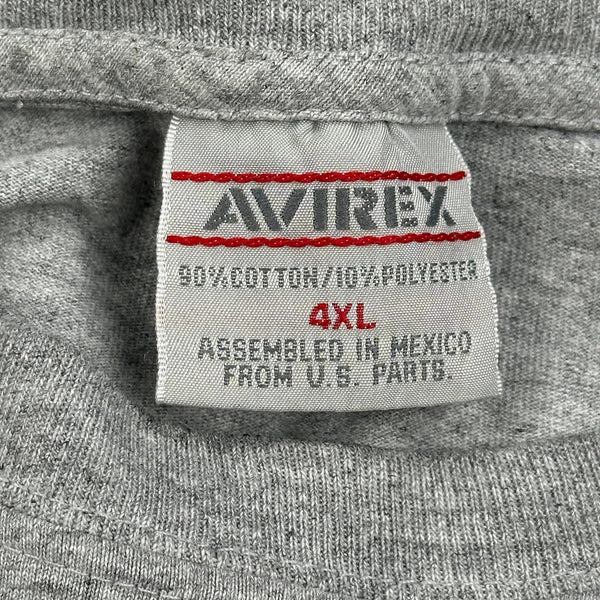 AVIREX
90% COTTON/10% POLYESTER
4XL
ASSEMBLED IN MEXICO
FROM U.S. PARTS.